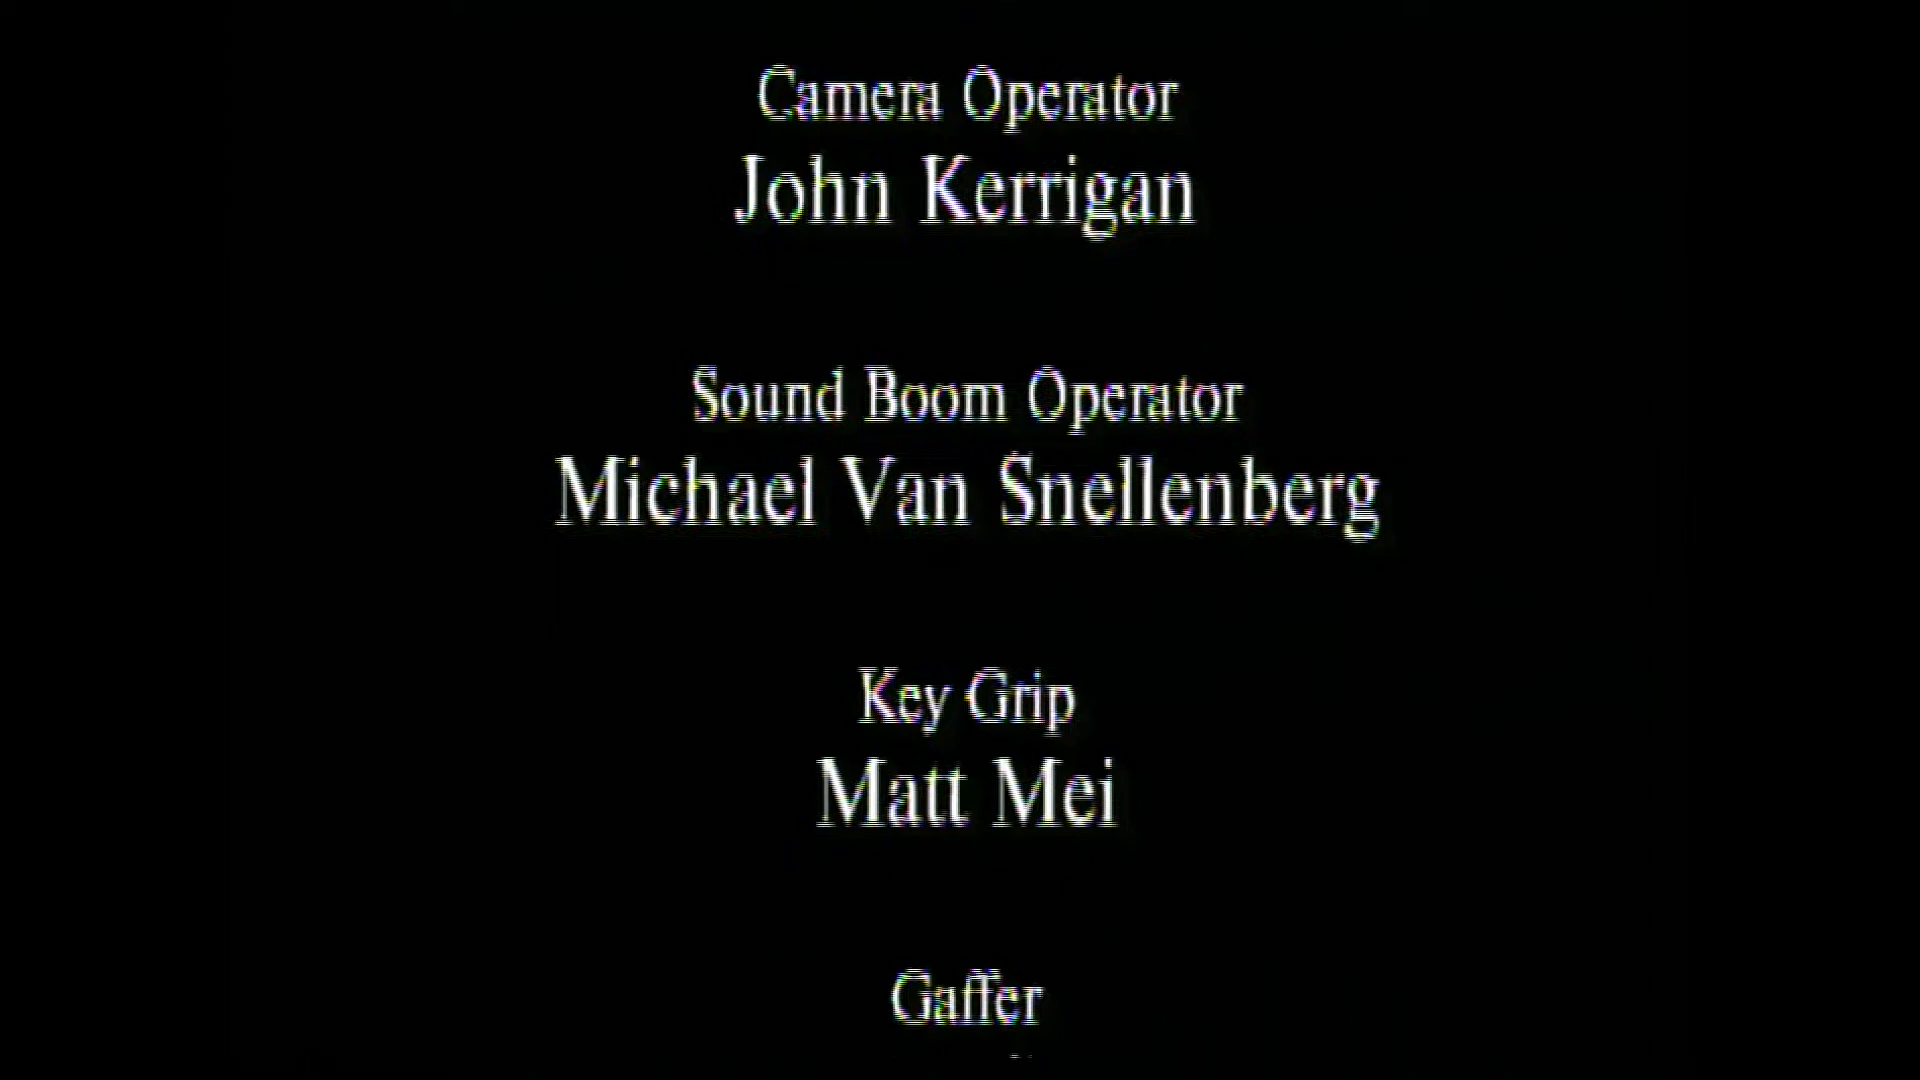 Camera Operator
John Kerrigan
Sound Boom Operator
Michael Van Snellenberg
Key Grip
Matt Mei
Gaffer